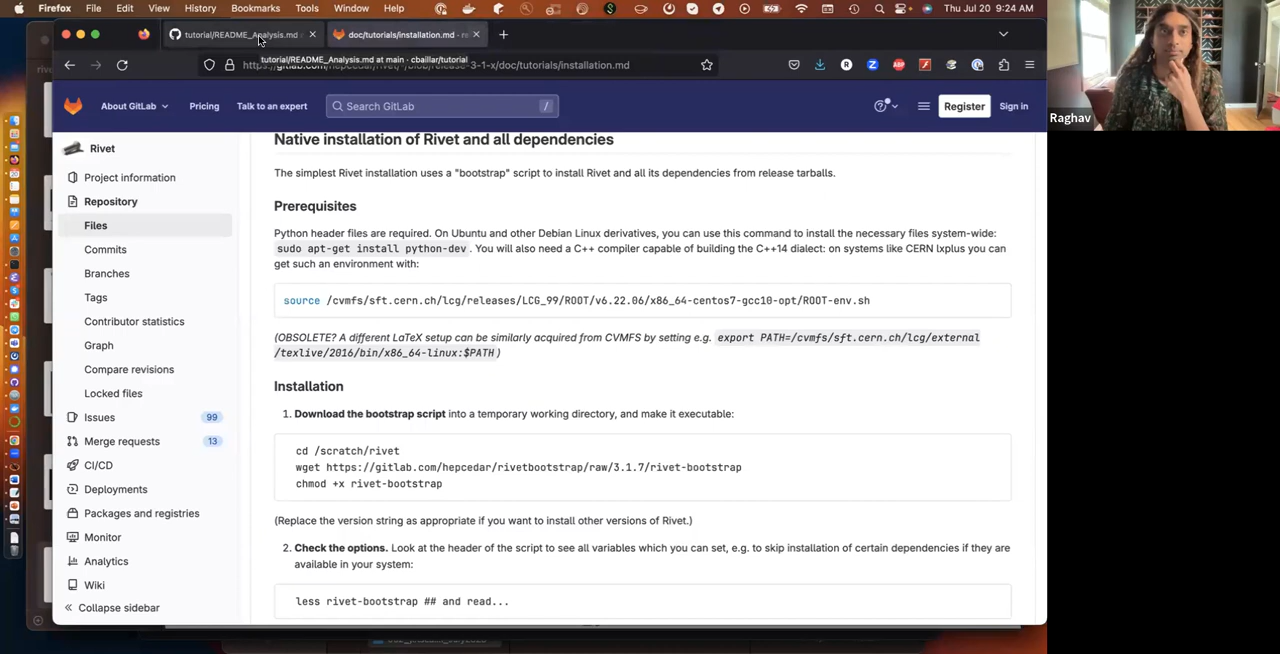 Firefox File Edit View History Bookmarks Tools Window Help Thu Jul 20 9:24 AM
tutorial/README_Analysis.md
doc/tutorials/installation.md
tutorial/README_Analysis.md at main · cbaillar/tutorial
/doc/tutorials/installation.md
About GitLab Pricing Talk to an expert Search GitLab / Register Sign in
Raghav
Rivet
Project information
Repository
Files
Commits
Branches
Tags
Contributor statistics
Graph
Compare revisions
Locked files
Issues 99
Merge requests 13
CI/CD
Deployments
Packages and registries
Monitor
Analytics
Wiki
Collapse sidebar
Native installation of Rivet and all dependencies
The simplest Rivet installation uses a "bootstrap" script to install Rivet and all its dependencies from release tarballs.
Prerequisites
Python header files are required. On Ubuntu and other Debian Linux derivatives, you can use this command to install the necessary files system-wide:
sudo apt-get install python-dev . You will also need a C++ compiler capable of building the C++14 dialect: on systems like CERN lxplus you can
get such an environment with:
source /cvmfs/sft.cern.ch/lcg/releases/LCG_99/ROOT/v6.22.06/x86_64-centos7-gcc10-opt/ROOT-env.sh
(OBSOLETE? A different LaTeX setup can be similarly acquired from CVMFS by setting e.g. export PATH=/cvmfs/sft.cern.ch/lcg/external
/texlive/2016/bin/x86_64-linux:$PATH )
Installation
1. Download the bootstrap script into a temporary working directory, and make it executable:
cd /scratch/rivet
wget https://gitlab.com/hepcedar/rivetbootstrap/raw/3.1.7/rivet-bootstrap
chmod +x rivet-bootstrap
(Replace the version string as appropriate if you want to install other versions of Rivet.)
2. Check the options. Look at the header of the script to see all variables which you can set, e.g. to skip installation of certain dependencies if they are
available in your system:
less rivet-bootstrap ## and read...